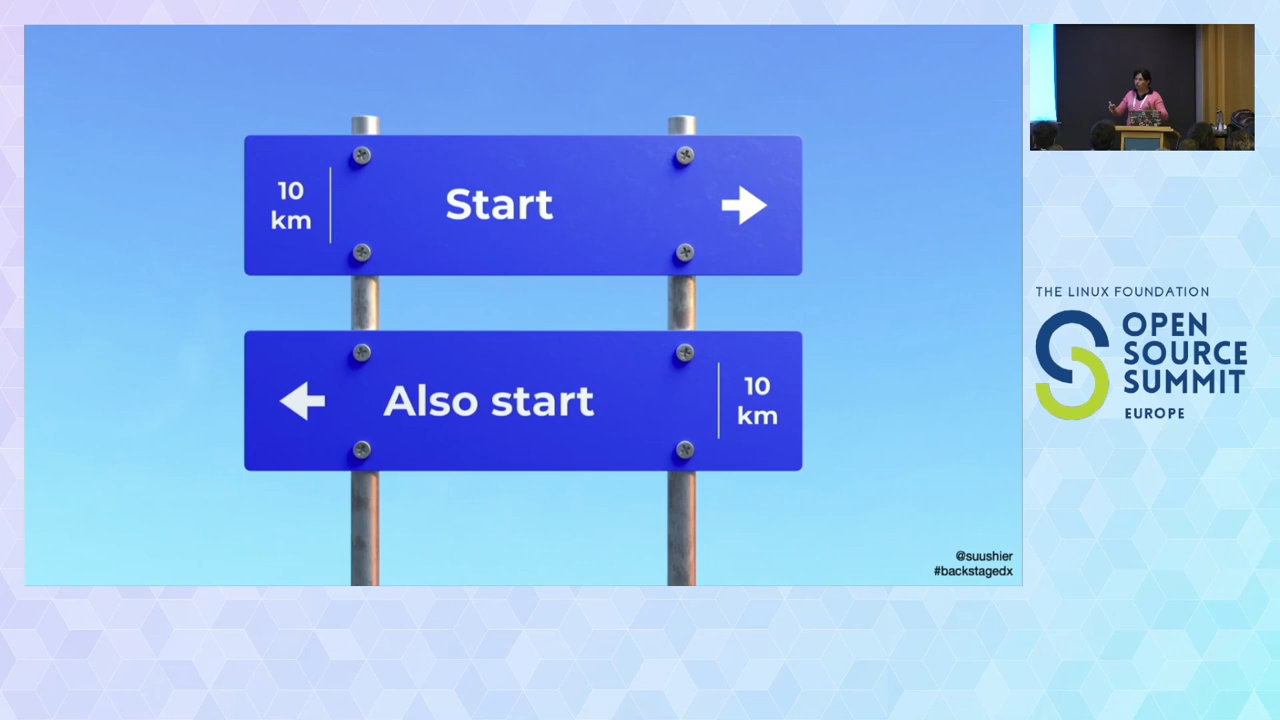 10
km
Start
Also start
10
km
@suushier
#backstagedx
THE LINUX FOUNDATION
OPEN
SOURCE
SUMMIT
EUROPE